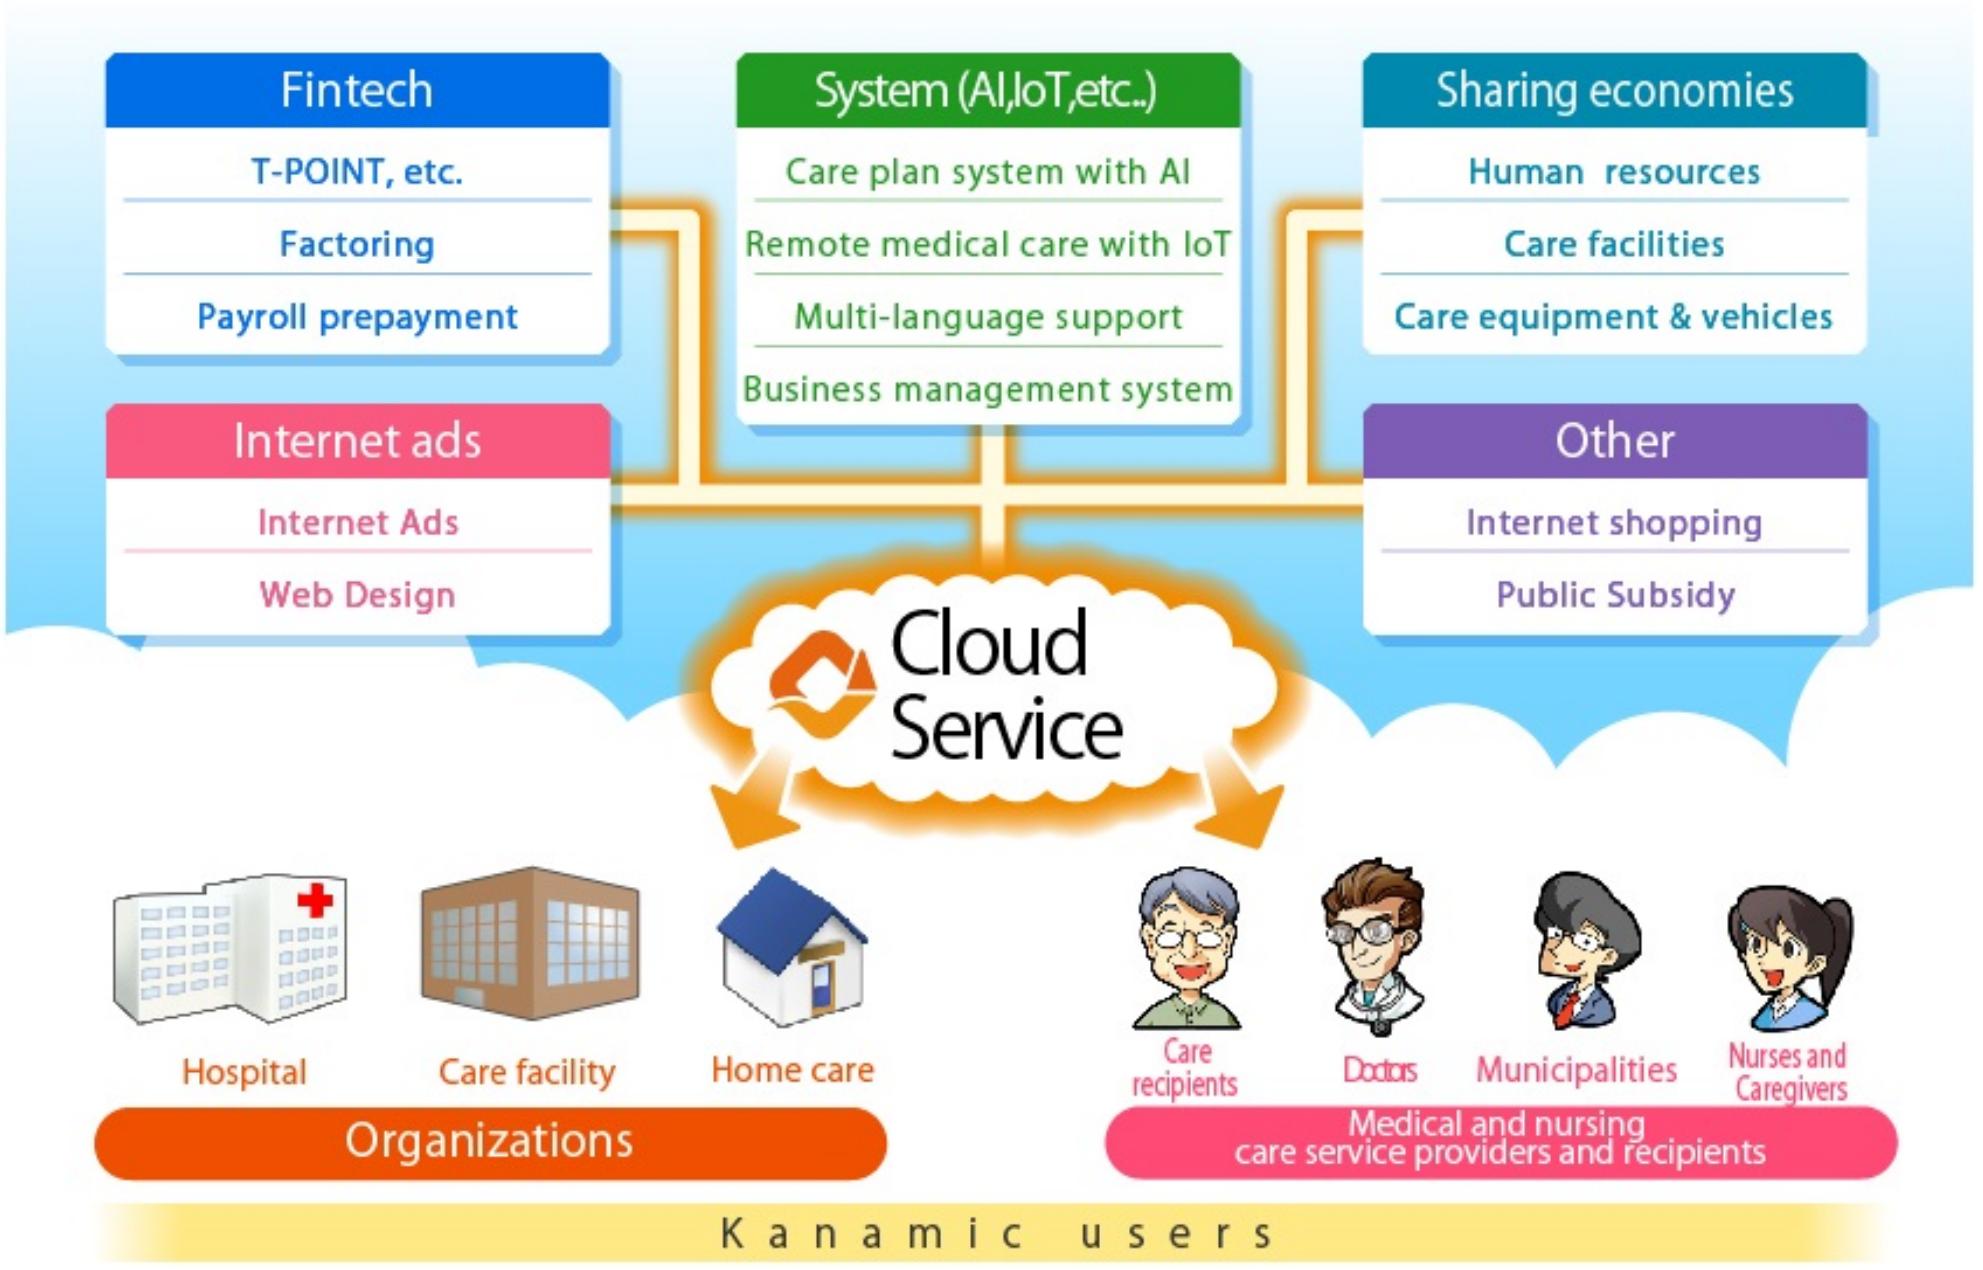 Fintech
T-POINT, etc.
Factoring
Payroll prepayment
System (AI,IoT,etc..)
Care plan system with AI
Remote medical care with IoT
Multi-language support
Business management system
Sharing economies
Human resources
Care facilities
Care equipment & vehicles
Internet ads
Internet Ads
Web Design
Other
Internet shopping
Public Subsidy
Cloud
Service
Hospital
Care facility
Home care
Organizations
Care
recipients
Doctors
Municipalities
Nurses and
Caregivers
Medical and nursing
care service providers and recipients
Kanamic users